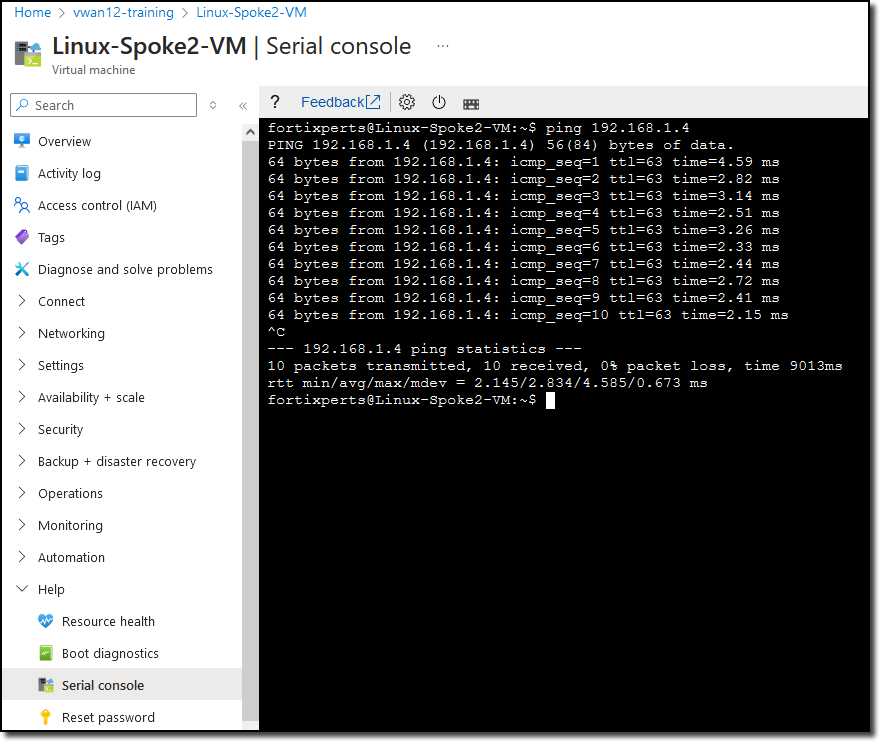 Home > vwan12-training > Linux-Spoke2-VM
Linux-Spoke2-VM | Serial console ...
Virtual machine
Search
? Feedback
Overview
Activity log
Access control (IAM)
Tags
Diagnose and solve problems
Connect
Networking
Settings
Availability + scale
Security
Backup + disaster recovery
Operations
Monitoring
Automation
Help
Resource health
Boot diagnostics
Serial console
Reset password
fortixperts@Linux-Spoke2-VM:~$ ping 192.168.1.4
PING 192.168.1.4 (192.168.1.4) 56(84) bytes of data.
64 bytes from 192.168.1.4: icmp_seq=1 ttl=63 time=4.59 ms
64 bytes from 192.168.1.4: icmp_seq=2 ttl=63 time=2.82 ms
64 bytes from 192.168.1.4: icmp_seq=3 ttl=63 time=3.14 ms
64 bytes from 192.168.1.4: icmp_seq=4 ttl=63 time=2.51 ms
64 bytes from 192.168.1.4: icmp_seq=5 ttl=63 time=3.26 ms
64 bytes from 192.168.1.4: icmp_seq=6 ttl=63 time=2.33 ms
64 bytes from 192.168.1.4: icmp_seq=7 ttl=63 time=2.44 ms
64 bytes from 192.168.1.4: icmp_seq=8 ttl=63 time=2.72 ms
64 bytes from 192.168.1.4: icmp_seq=9 ttl=63 time=2.41 ms
64 bytes from 192.168.1.4: icmp_seq=10 ttl=63 time=2.15 ms
^C
--- 192.168.1.4 ping statistics ---
10 packets transmitted, 10 received, 0% packet loss, time 9013ms
rtt min/avg/max/mdev = 2.145/2.834/4.585/0.673 ms
fortixperts@Linux-Spoke2-VM:~$